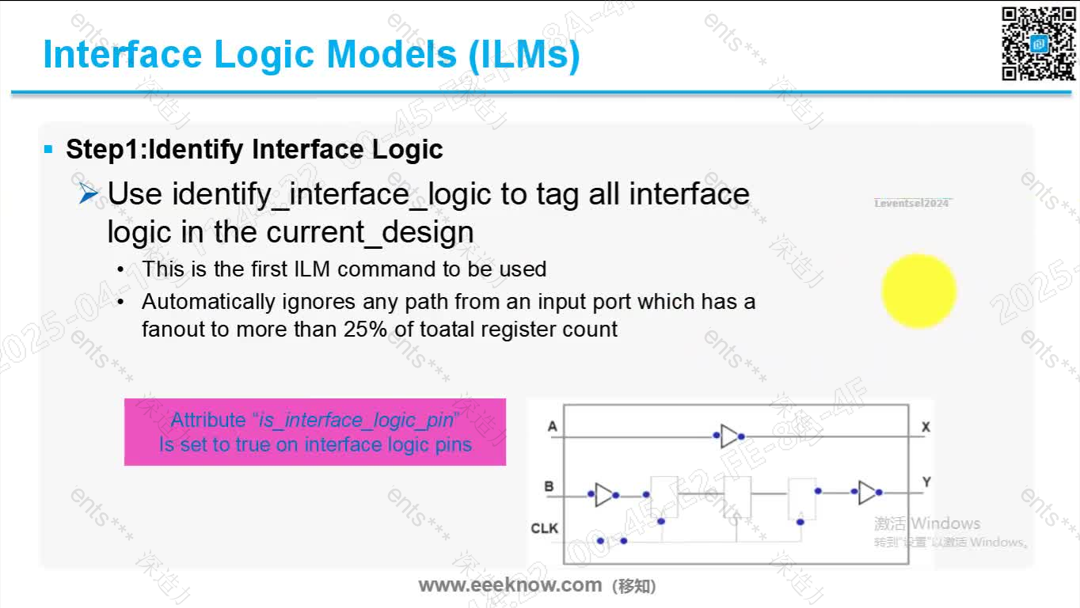 Interface Logic Models (ILMs)
Step1:Identify Interface Logic
Use identify_interface_logic to tag all interface
logic in the current_design
This is the first ILM command to be used
Automatically ignores any path from an input port which has a
fanout to more than 25% of toatal register count
Leventsel2024
Attribute “is_interface_logic_pin”
Is set to true on interface logic pins
A
X
B
Y
CLK
激活 Windows
转到“设置”以激活 Windows。
www.eeeknow.com (移知)